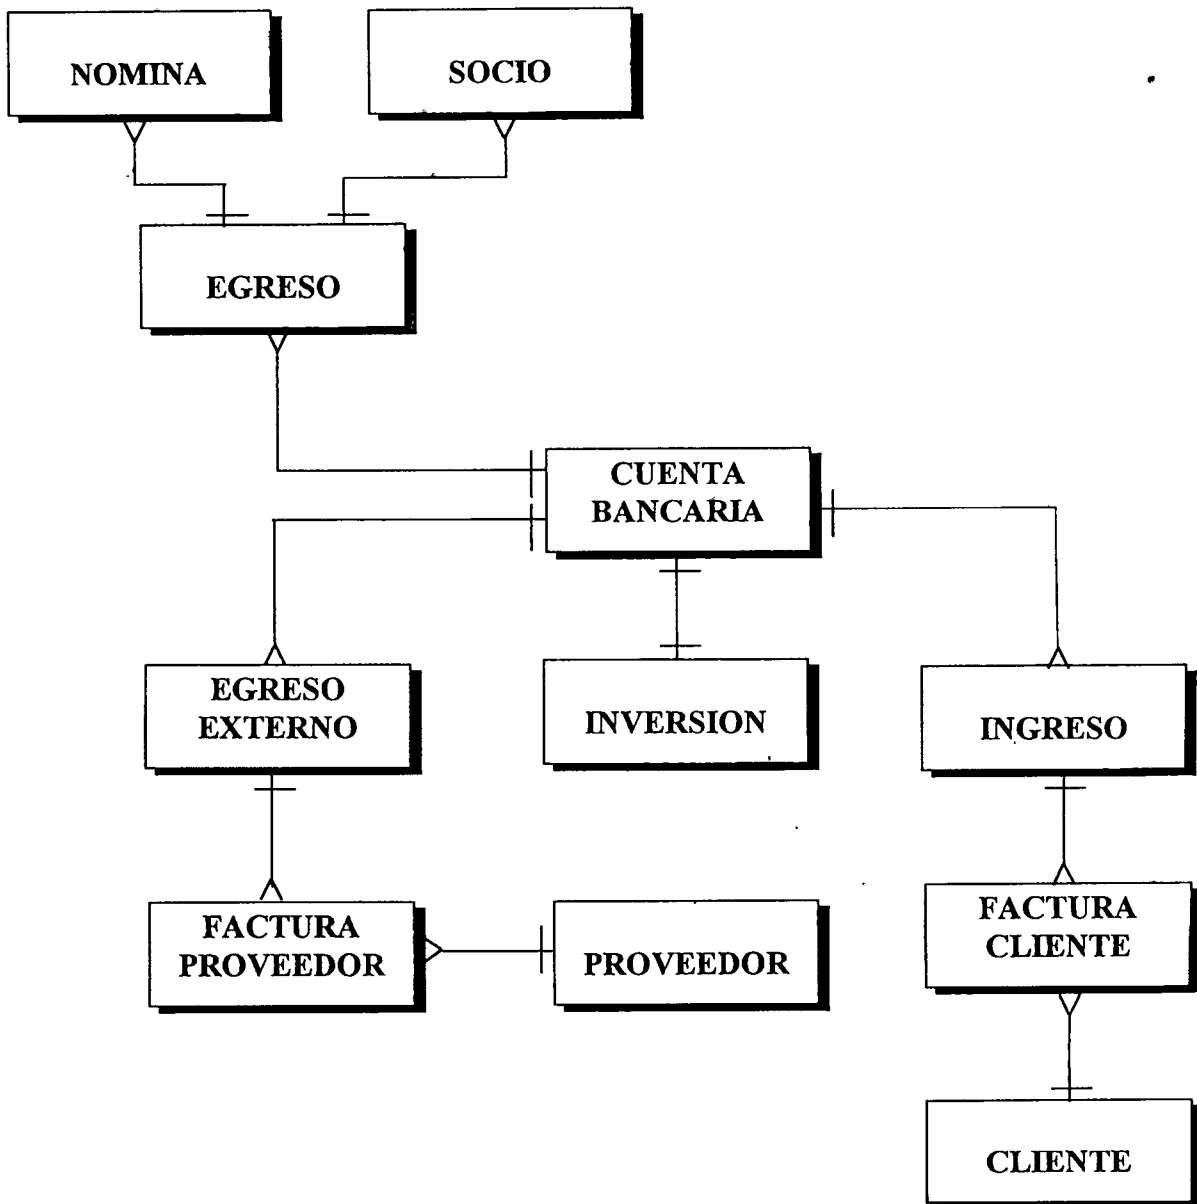 NOMINA
SOCIO
EGRESO
CUENTA
BANCARIA
EGRESO
EXTERNO
INVERSION
INGRESO
FACTURA
PROVEEDOR
PROVEEDOR
FACTURA
CLIENTE
CLIENTE